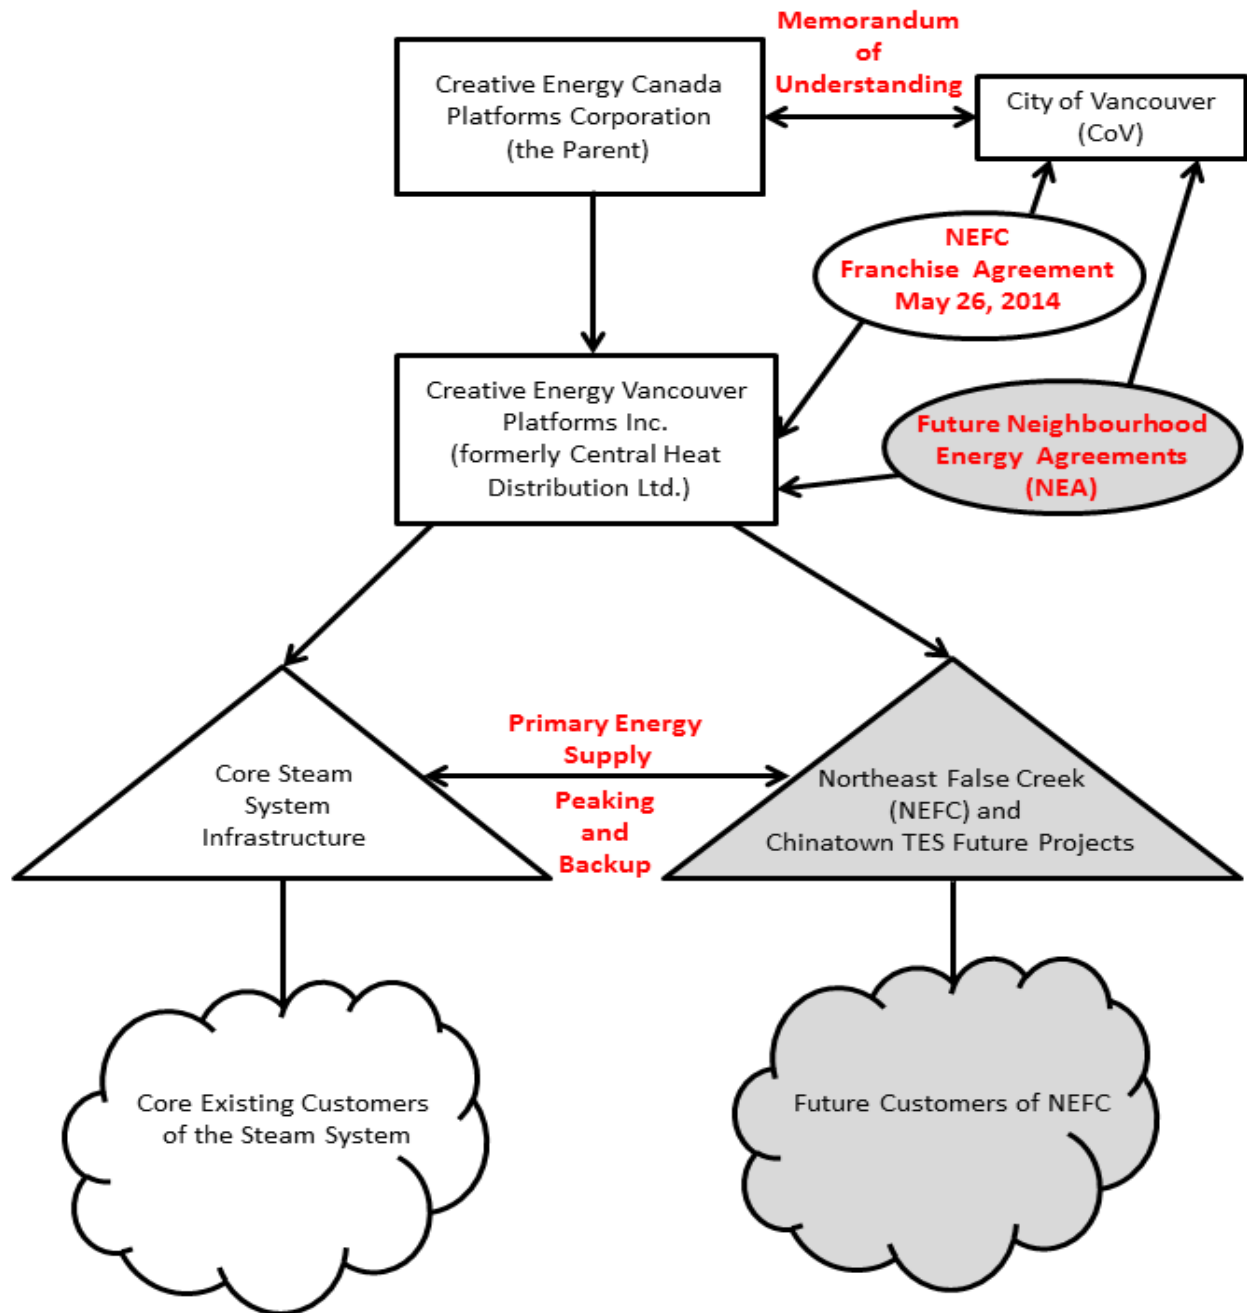 Memorandum
of
Understanding
Creative Energy Canada
Platforms Corporation
(the Parent)
City of Vancouver
(CoV)
NEFC
Franchise Agreement
May 26, 2014
Creative Energy Vancouver
Platforms Inc.
(formerly Central Heat
Distribution Ltd.)
Future Neighbourhood
Energy Agreements
(NEA)
Primary Energy
Supply
Peaking
and
Backup
Core Steam
System
Infrastructure
Northeast False Creek
(NEFC) and
Chinatown TES Future Projects
Core Existing Customers
of the Steam System
Future Customers of NEFC